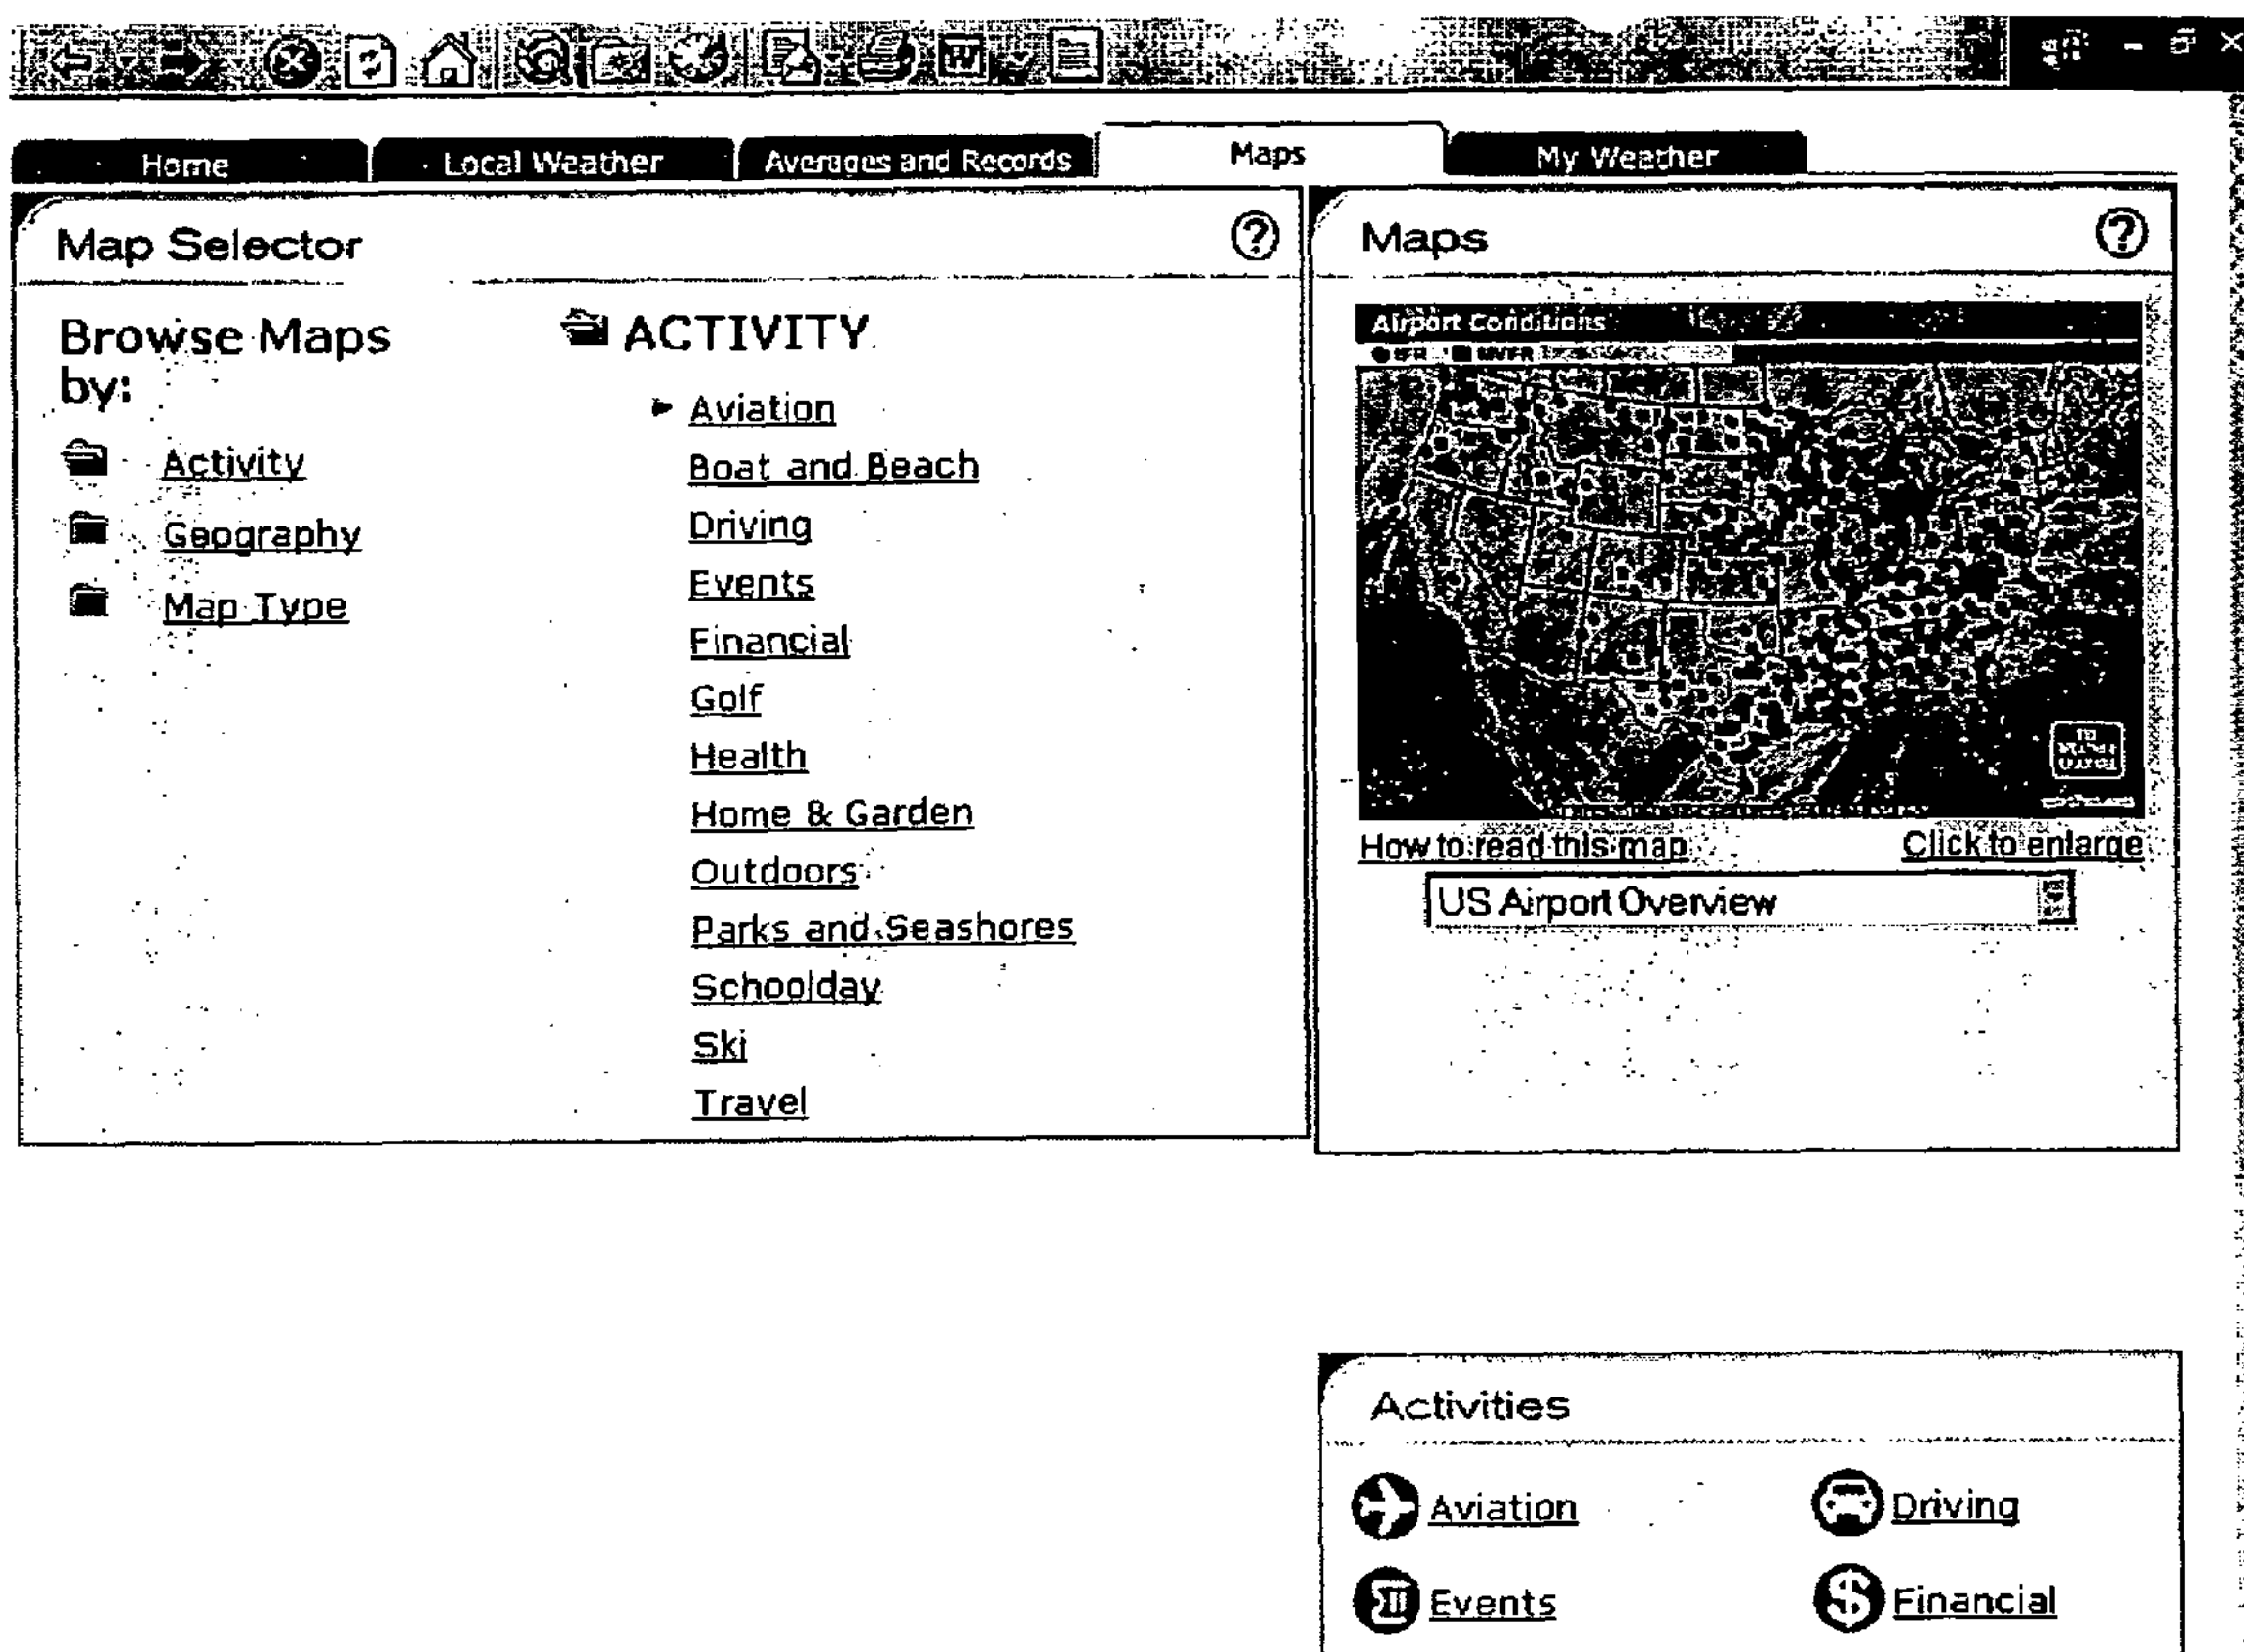 Home
Local Weather
Averages and Records
Maps
My Weather
Map Selector
?
Browse Maps
by:
Activity
Geography
Map Type
ACTIVITY
Aviation
Boat and Beach
Driving
Events
Financial
Golf
Health
Home & Garden
Outdoors
Parks and Seashores
Schoolday
Ski
Travel
Maps
?
Airport Conditions
IFR MVFR
How to read this map
Click to enlarge
US Airport Overview
Activities
Aviation
Driving
Events
Financial